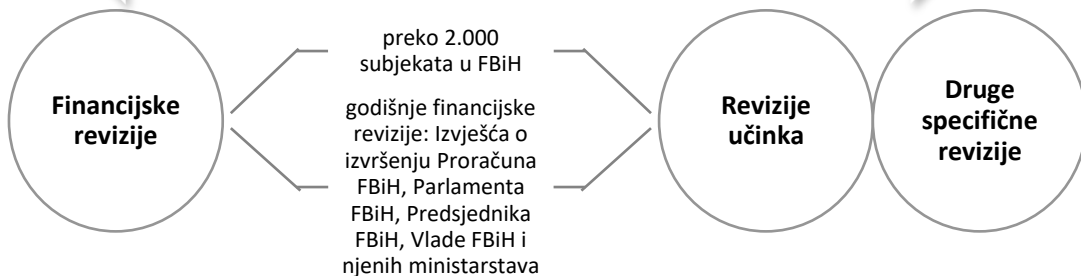 Financijske
revizije
preko 2.000
subjekata u FBiH
godišnje financijske
revizije: Izvješća o
izvršenju Proračuna
FBiH, Parlamenta
FBiH, Predsjednika
FBiH, Vlade FBiH i
njenih ministarstava
Revizije
učinka
Druge
specifične
revizije